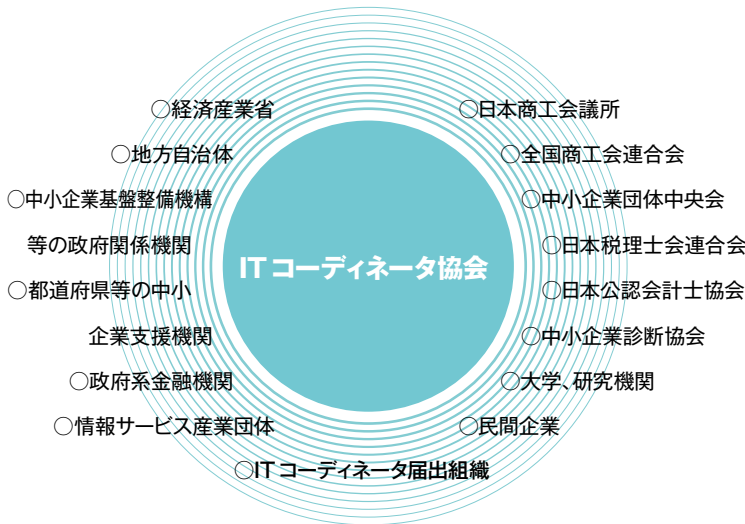 ○経済産業省
○地方自治体
○中小企業基盤整備機構
等の政府関係機関
○都道府県等の中小
企業支援機関
○政府系金融機関
○情報サービス産業団体
ITコーディネータ協会
○日本商工会議所
○全国商工会連合会
○中小企業団体中央会
○日本税理士会連合会
○日本公認会計士協会
○中小企業診断協会
○大学、研究機関
○民間企業
○ITコーディネータ届出組織